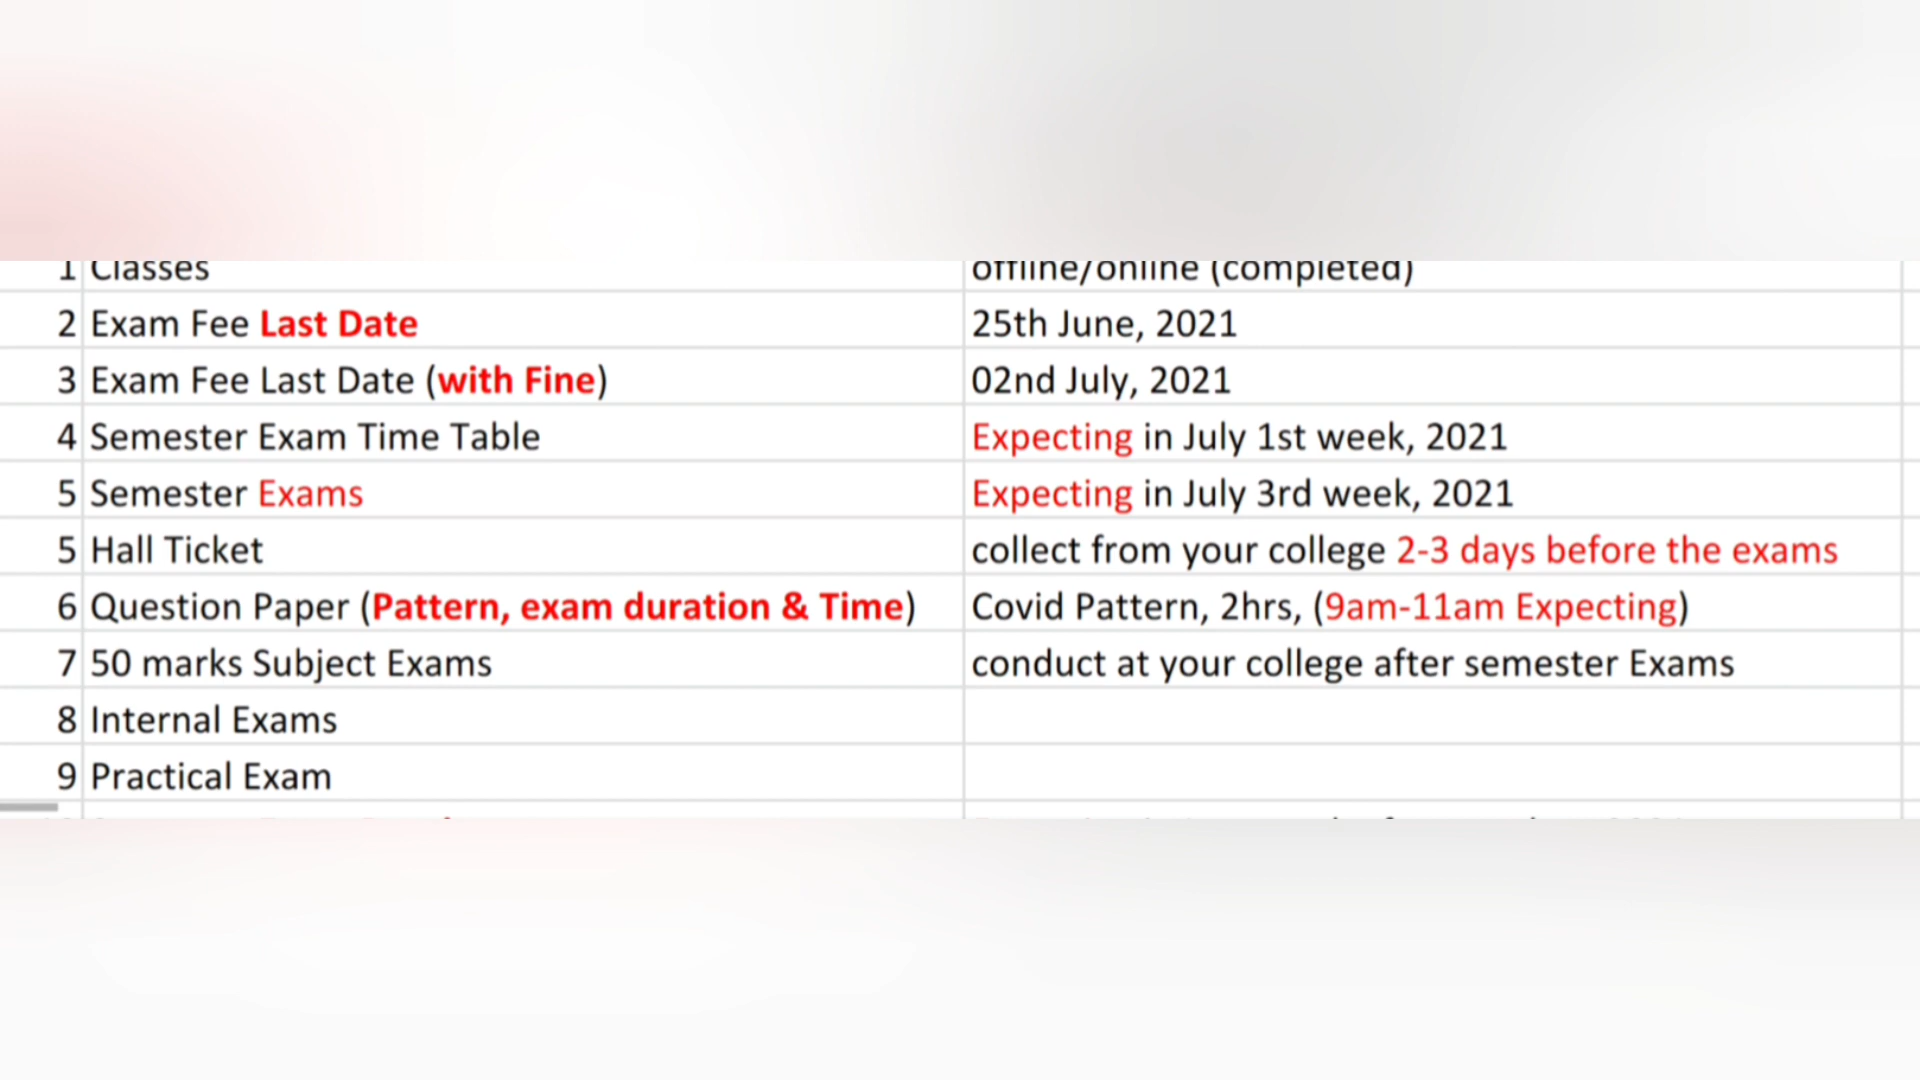 1 Classes offline/online (completed)
2 Exam Fee Last Date 25th June, 2021
3 Exam Fee Last Date (with Fine) 02nd July, 2021
4 Semester Exam Time Table Expecting in July 1st week, 2021
5 Semester Exams Expecting in July 3rd week, 2021
5 Hall Ticket collect from your college 2-3 days before the exams
6 Question Paper (Pattern, exam duration & Time) Covid Pattern, 2hrs, (9am-11am Expecting)
7 50 marks Subject Exams conduct at your college after semester Exams
8 Internal Exams
9 Practical Exam